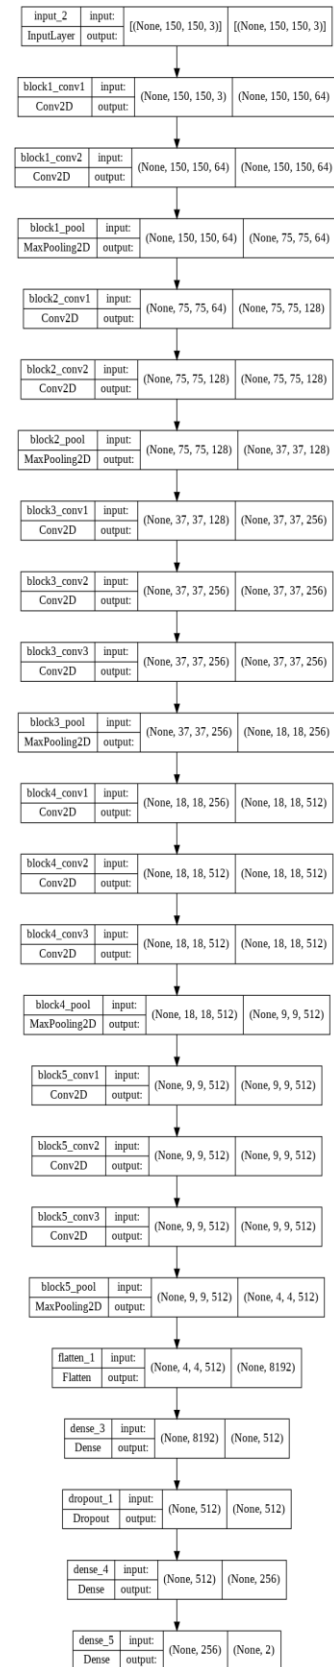 input_2 input: [(None, 150, 150, 3)] [(None, 150, 150, 3)]
InputLayer output:
block1_conv1 input: (None, 150, 150, 3) (None, 150, 150, 64)
Conv2D output:
block1_conv2 input: (None, 150, 150, 64) (None, 150, 150, 64)
Conv2D output:
block1_pool input: (None, 150, 150, 64) (None, 75, 75, 64)
MaxPooling2D output:
block2_conv1 input: (None, 75, 75, 64) (None, 75, 75, 128)
Conv2D output:
block2_conv2 input: (None, 75, 75, 128) (None, 75, 75, 128)
Conv2D output:
block2_pool input: (None, 75, 75, 128) (None, 37, 37, 128)
MaxPooling2D output:
block3_conv1 input: (None, 37, 37, 128) (None, 37, 37, 256)
Conv2D output:
block3_conv2 input: (None, 37, 37, 256) (None, 37, 37, 256)
Conv2D output:
block3_conv3 input: (None, 37, 37, 256) (None, 37, 37, 256)
Conv2D output:
block3_pool input: (None, 37, 37, 256) (None, 18, 18, 256)
MaxPooling2D output:
block4_conv1 input: (None, 18, 18, 256) (None, 18, 18, 512)
Conv2D output:
block4_conv2 input: (None, 18, 18, 512) (None, 18, 18, 512)
Conv2D output:
block4_conv3 input: (None, 18, 18, 512) (None, 18, 18, 512)
Conv2D output:
block4_pool input: (None, 18, 18, 512) (None, 9, 9, 512)
MaxPooling2D output:
block5_conv1 input: (None, 9, 9, 512) (None, 9, 9, 512)
Conv2D output:
block5_conv2 input: (None, 9, 9, 512) (None, 9, 9, 512)
Conv2D output:
block5_conv3 input: (None, 9, 9, 512) (None, 9, 9, 512)
Conv2D output:
block5_pool input: (None, 9, 9, 512) (None, 4, 4, 512)
MaxPooling2D output:
flatten_1 input: (None, 4, 4, 512) (None, 8192)
Flatten output:
dense_3 input: (None, 8192) (None, 512)
Dense output:
dropout_1 input: (None, 512) (None, 512)
Dropout output:
dense_4 input: (None, 512) (None, 256)
Dense output:
dense_5 input: (None, 256) (None, 2)
Dense output: